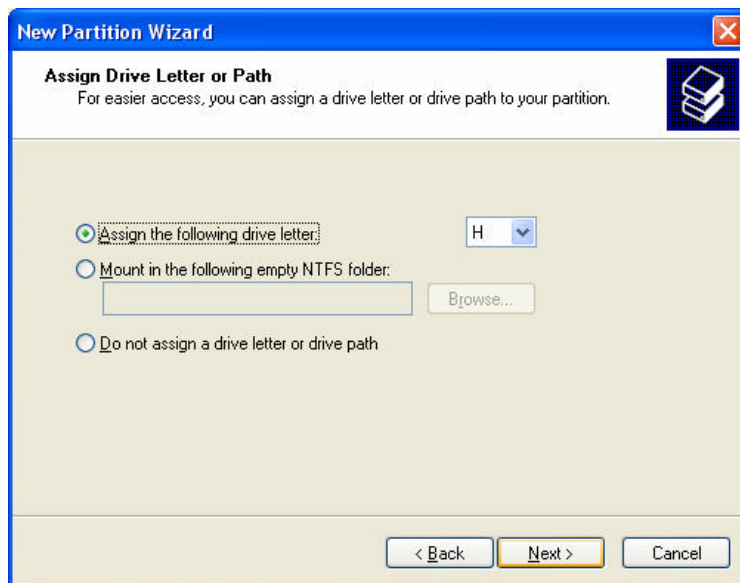 New Partition Wizard
Assign Drive Letter or Path
For easier access, you can assign a drive letter or drive path to your partition.
Assign the following drive letter: H
Mount in the following empty NTFS folder:
Browse...
Do not assign a drive letter or drive path
< Back Next > Cancel